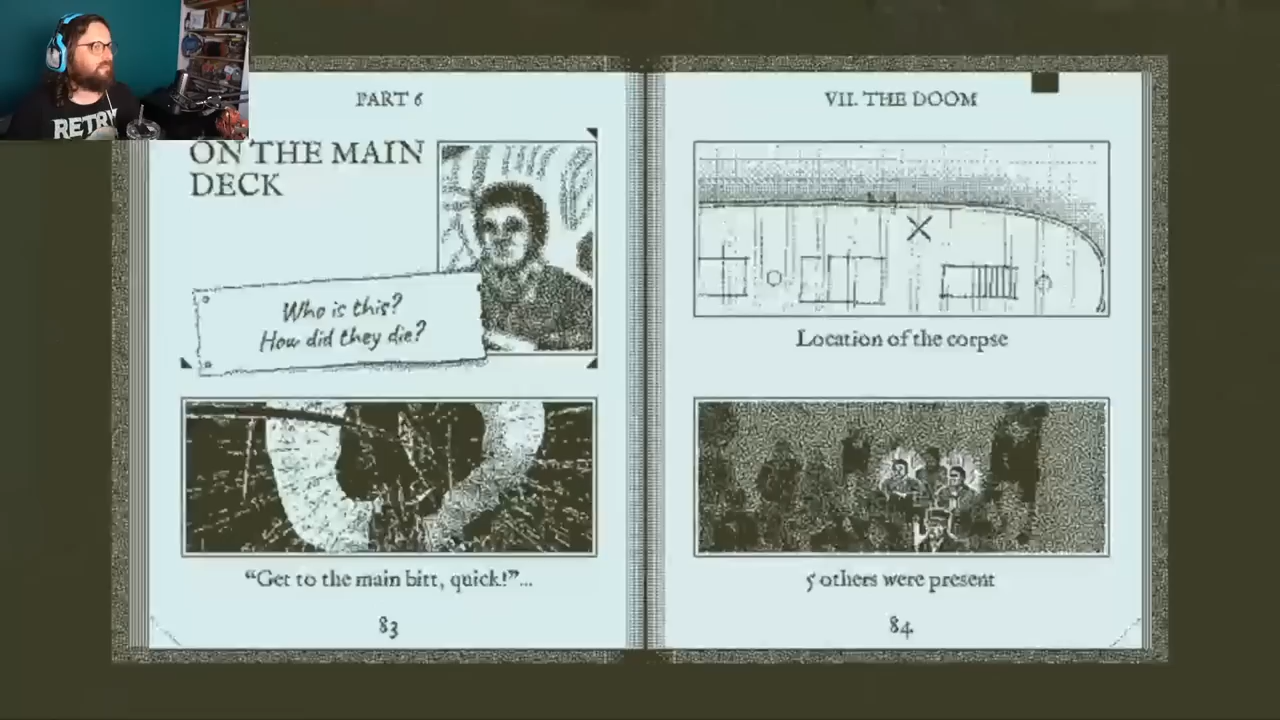 RETRY
PART 6
ON THE MAIN
DECK
Who is this?
How did they die?
"Get to the main bitt, quick!"...
83
VII. THE DOOM
Location of the corpse
5 others were present
84